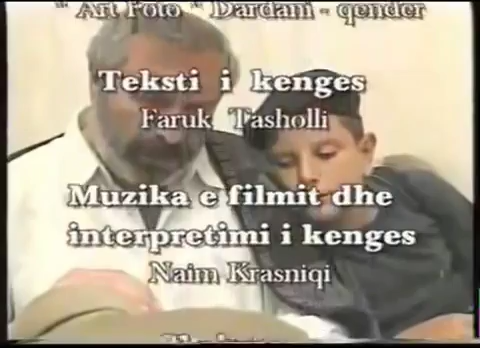 " Art Foto " Dardani - qender
Teksti i kenges
Faruk Tasholli
Muzika e filmit dhe
interpretimi i kenges
Naim Krasniqi